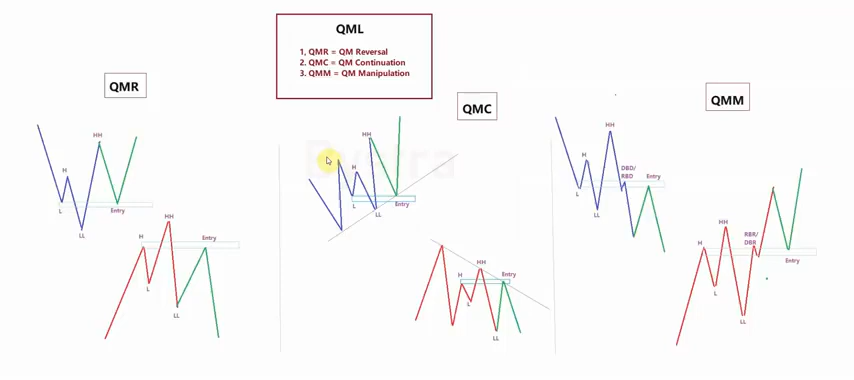 QML
1, QMR = QM Reversal
2. QMC = QM Continuation
3. QMM = QM Manipulation
QMR
HH
H
L
Entry
LL
H
HH
Entry
L
LL
QMC
HH
H
L
Entry
LL
H
HH
Entry
L
LL
QMM
HH
H
DBD/
RBD
Entry
L
LL
H
HH
RBR/
DBR
Entry
L
LL